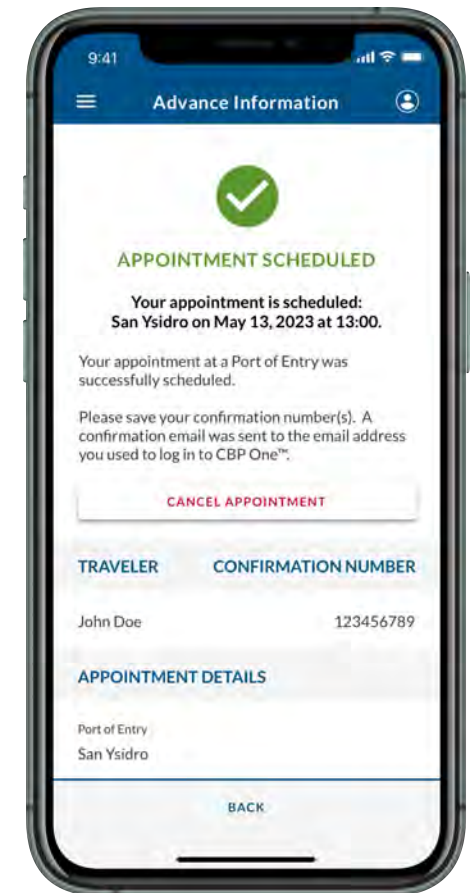 9:41
Advance Information
APPOINTMENT SCHEDULED
Your appointment is scheduled:
San Ysidro on May 13, 2023 at 13:00.
Your appointment at a Port of Entry was
successfully scheduled.
Please save your confirmation number(s). A
confirmation email was sent to the email address
you used to log in to CBP One™.
CANCEL APPOINTMENT
TRAVELER CONFIRMATION NUMBER
John Doe 123456789
APPOINTMENT DETAILS
Port of Entry
San Ysidro
BACK